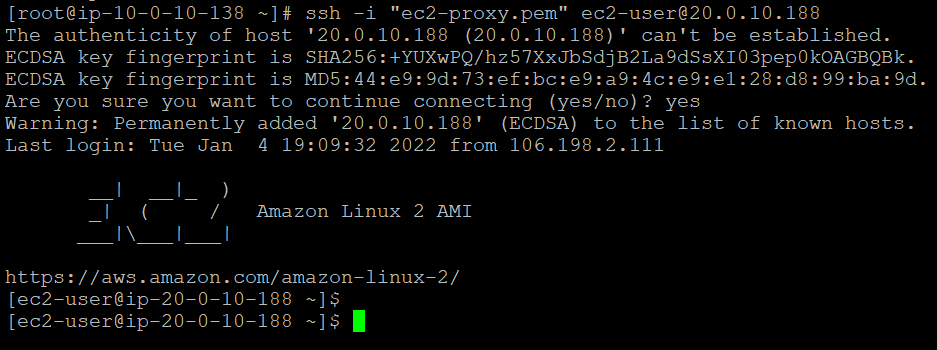 [root@ip-10-0-10-138 ~]# ssh -i "ec2-proxy.pem" ec2-user@20.0.10.188
The authenticity of host '20.0.10.188 (20.0.10.188)' can't be established.
ECDSA key fingerprint is SHA256:+YUXwPQ/hz57XxJbSdjB2La9dSsXI03pep0kOAGBQBk.
ECDSA key fingerprint is MD5:44:e9:9d:73:ef:bc:e9:a9:4c:e9:e1:28:d8:99:ba:9d.
Are you sure you want to continue connecting (yes/no)? yes
Warning: Permanently added '20.0.10.188' (ECDSA) to the list of known hosts.
Last login: Tue Jan  4 19:09:32 2022 from 106.198.2.111

       __|  __|_  )
       _|  (     /   Amazon Linux 2 AMI
      ___|\___|___|

https://aws.amazon.com/amazon-linux-2/
[ec2-user@ip-20-0-10-188 ~]$
[ec2-user@ip-20-0-10-188 ~]$